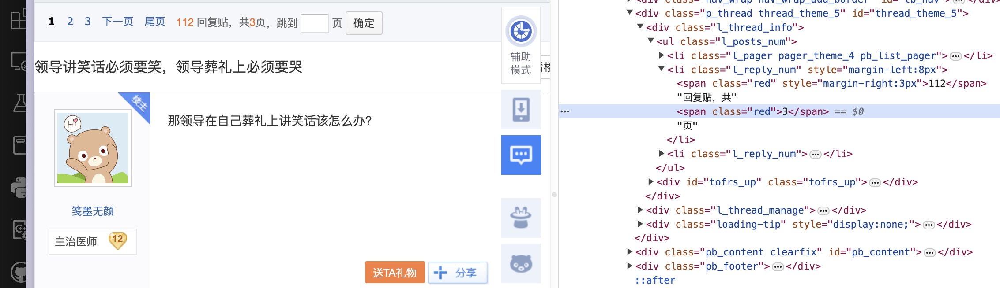 1 2 3 下一页 尾页 112 回复贴，共3页，跳到 页 确定
辅助
模式
领导讲笑话必须要笑，领导葬礼上必须要哭
楼主
Hi
那领导在自己葬礼上讲笑话该怎么办?
笺墨无颜
主治医师 12
送TA礼物 分享
<div class="nav_wrap nav_wrap_add_border" id="tb_nav">…</div>
<div class="p_thread thread_theme_5" id="thread_theme_5">
<div class="l_thread_info">
<ul class="l_posts_num">
<li class="l_pager pager_theme_4 pb_list_pager">…</li>
<li class="l_reply_num" style="margin-left:8px">
<span class="red" style="margin-right:3px">112</span>
"回复贴，共"
<span class="red">3</span> == $0
"页"
</li>
<li class="l_reply_num">…</li>
</ul>
<div id="tofrs_up" class="tofrs_up">…</div>
</div>
<div class="l_thread_manage">…</div>
<div class="loading-tip" style="display:none;">…</div>
</div>
<div class="pb_content clearfix" id="pb_content">…</div>
<div class="pb_footer">…</div>
::after